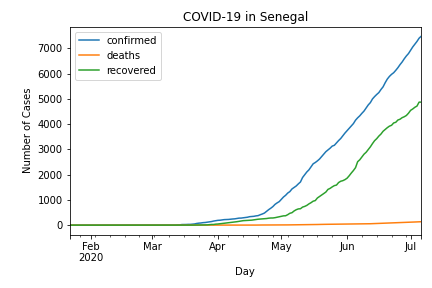 COVID-19 in Senegal
confirmed
deaths
recovered
Number of Cases
7000
6000
5000
4000
3000
2000
1000
0
Feb
2020
Mar
Apr
May
Jun
Jul
Day